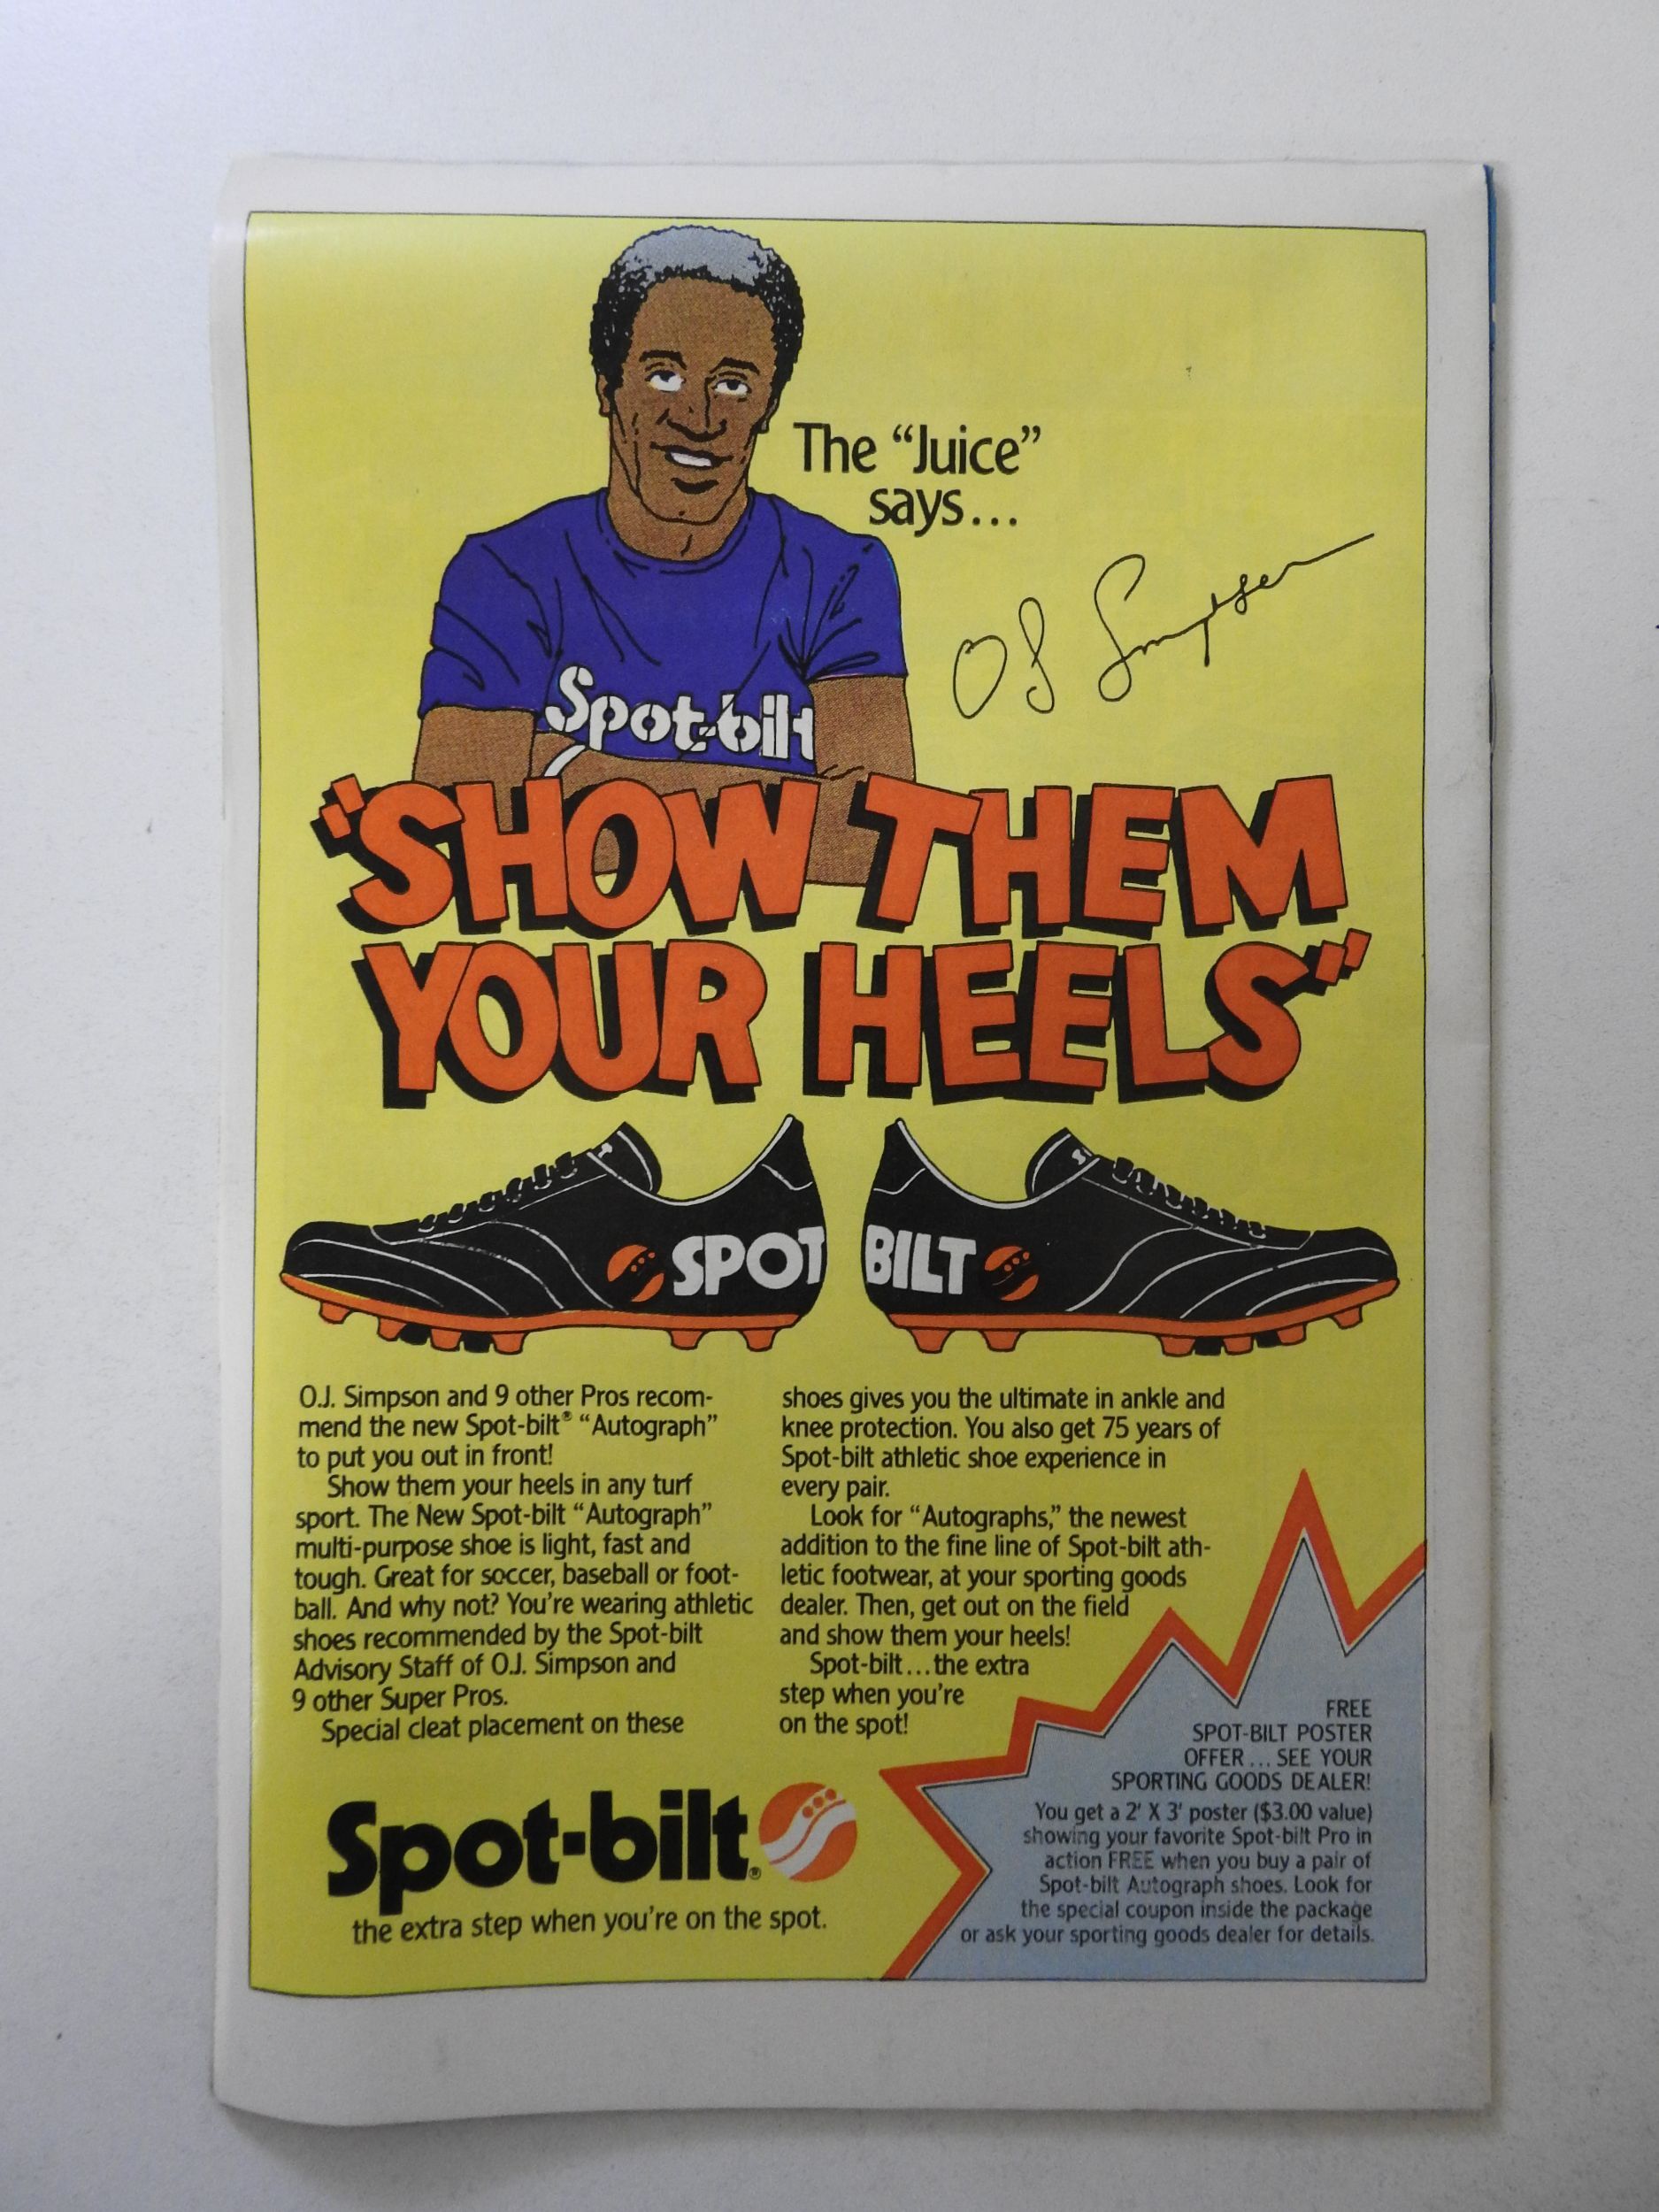 The “Juice”
says...
OJ Simpson
Spot-bilt
“SHOW THEM
YOUR HEELS”
SPOT BILT
O.J. Simpson and 9 other Pros recom-
mend the new Spot-bilt® “Autograph”
to put you out in front!
Show them your heels in any turf
sport. The New Spot-bilt “Autograph”
multi-purpose shoe is light, fast and
tough. Great for soccer, baseball or foot-
ball. And why not? You're wearing athletic
shoes recommended by the Spot-bilt
Advisory Staff of O.J. Simpson and
9 other Super Pros.
Special cleat placement on these
shoes gives you the ultimate in ankle and
knee protection. You also get 75 years of
Spot-bilt athletic shoe experience in
every pair.
Look for “Autographs,” the newest
addition to the fine line of Spot-bilt ath-
letic footwear, at your sporting goods
dealer. Then, get out on the field
and show them your heels!
Spot-bilt...the extra
step when you're
on the spot!
Spot-bilt®
the extra step when you're on the spot.
FREE
SPOT-BILT POSTER
OFFER... SEE YOUR
SPORTING GOODS DEALER!
You get a 2' X 3' poster ($3.00 value)
showing your favorite Spot-bilt Pro in
action FREE when you buy a pair of
Spot-bilt Autograph shoes. Look for
the special coupon inside the package
or ask your sporting goods dealer for details.